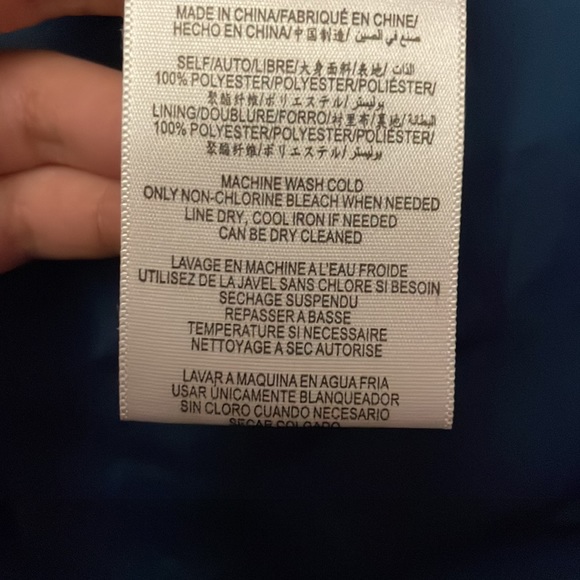 MADE IN CHINA/FABRIQUÉ EN CHINE/
HECHO EN CHINA/中国制造/صنع في الصين
SELF/AUTO/LIBRE/大身面料/表地/الذات
100% POLYESTER/POLYESTER/POLIÉSTER/
聚酯纤维/ポリエステル/بوليستر
LINING/DOUBLURE/FORRO/衬里布/裏地/البطانة
100% POLYESTER/POLYESTER/POLIÉSTER/
聚酯纤维/ポリエステル/بوليستر
MACHINE WASH COLD
ONLY NON-CHLORINE BLEACH WHEN NEEDED
LINE DRY, COOL IRON IF NEEDED
CAN BE DRY CLEANED
LAVAGE EN MACHINE A L'EAU FROIDE
UTILISEZ DE LA JAVEL SANS CHLORE SI BESOIN
SECHAGE SUSPENDU
REPASSER A BASSE
TEMPERATURE SI NECESSAIRE
NETTOYAGE A SEC AUTORISE
LAVAR A MAQUINA EN AGUA FRIA
USAR ÚNICAMENTE BLANQUEADOR
SIN CLORO CUANDO NECESARIO
SECAR COLGADO